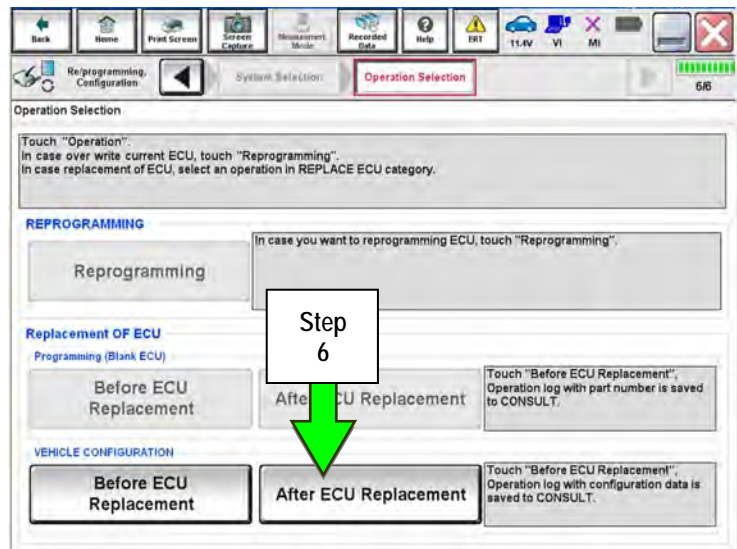 Back
Home
Print Screen
Screen
Capture
Measurement
Mode
Recorded
Data
Help
ERT
11.4V
VI
MI
Re/programming,
Configuration
System Selection
Operation Selection
6/6
Operation Selection
Touch "Operation".
In case over write current ECU, touch "Reprogramming".
In case replacement of ECU, select an operation in REPLACE ECU category.
REPROGRAMMING
Reprogramming
In case you want to reprogramming ECU, touch "Reprogramming".
Step
6
Replacement OF ECU
Programming (Blank ECU)
Before ECU
Replacement
After ECU Replacement
Touch "Before ECU Replacement",
Operation log with part number is saved
to CONSULT.
VEHICLE CONFIGURATION
Before ECU
Replacement
After ECU Replacement
Touch "Before ECU Replacement",
Operation log with configuration data is
saved to CONSULT.